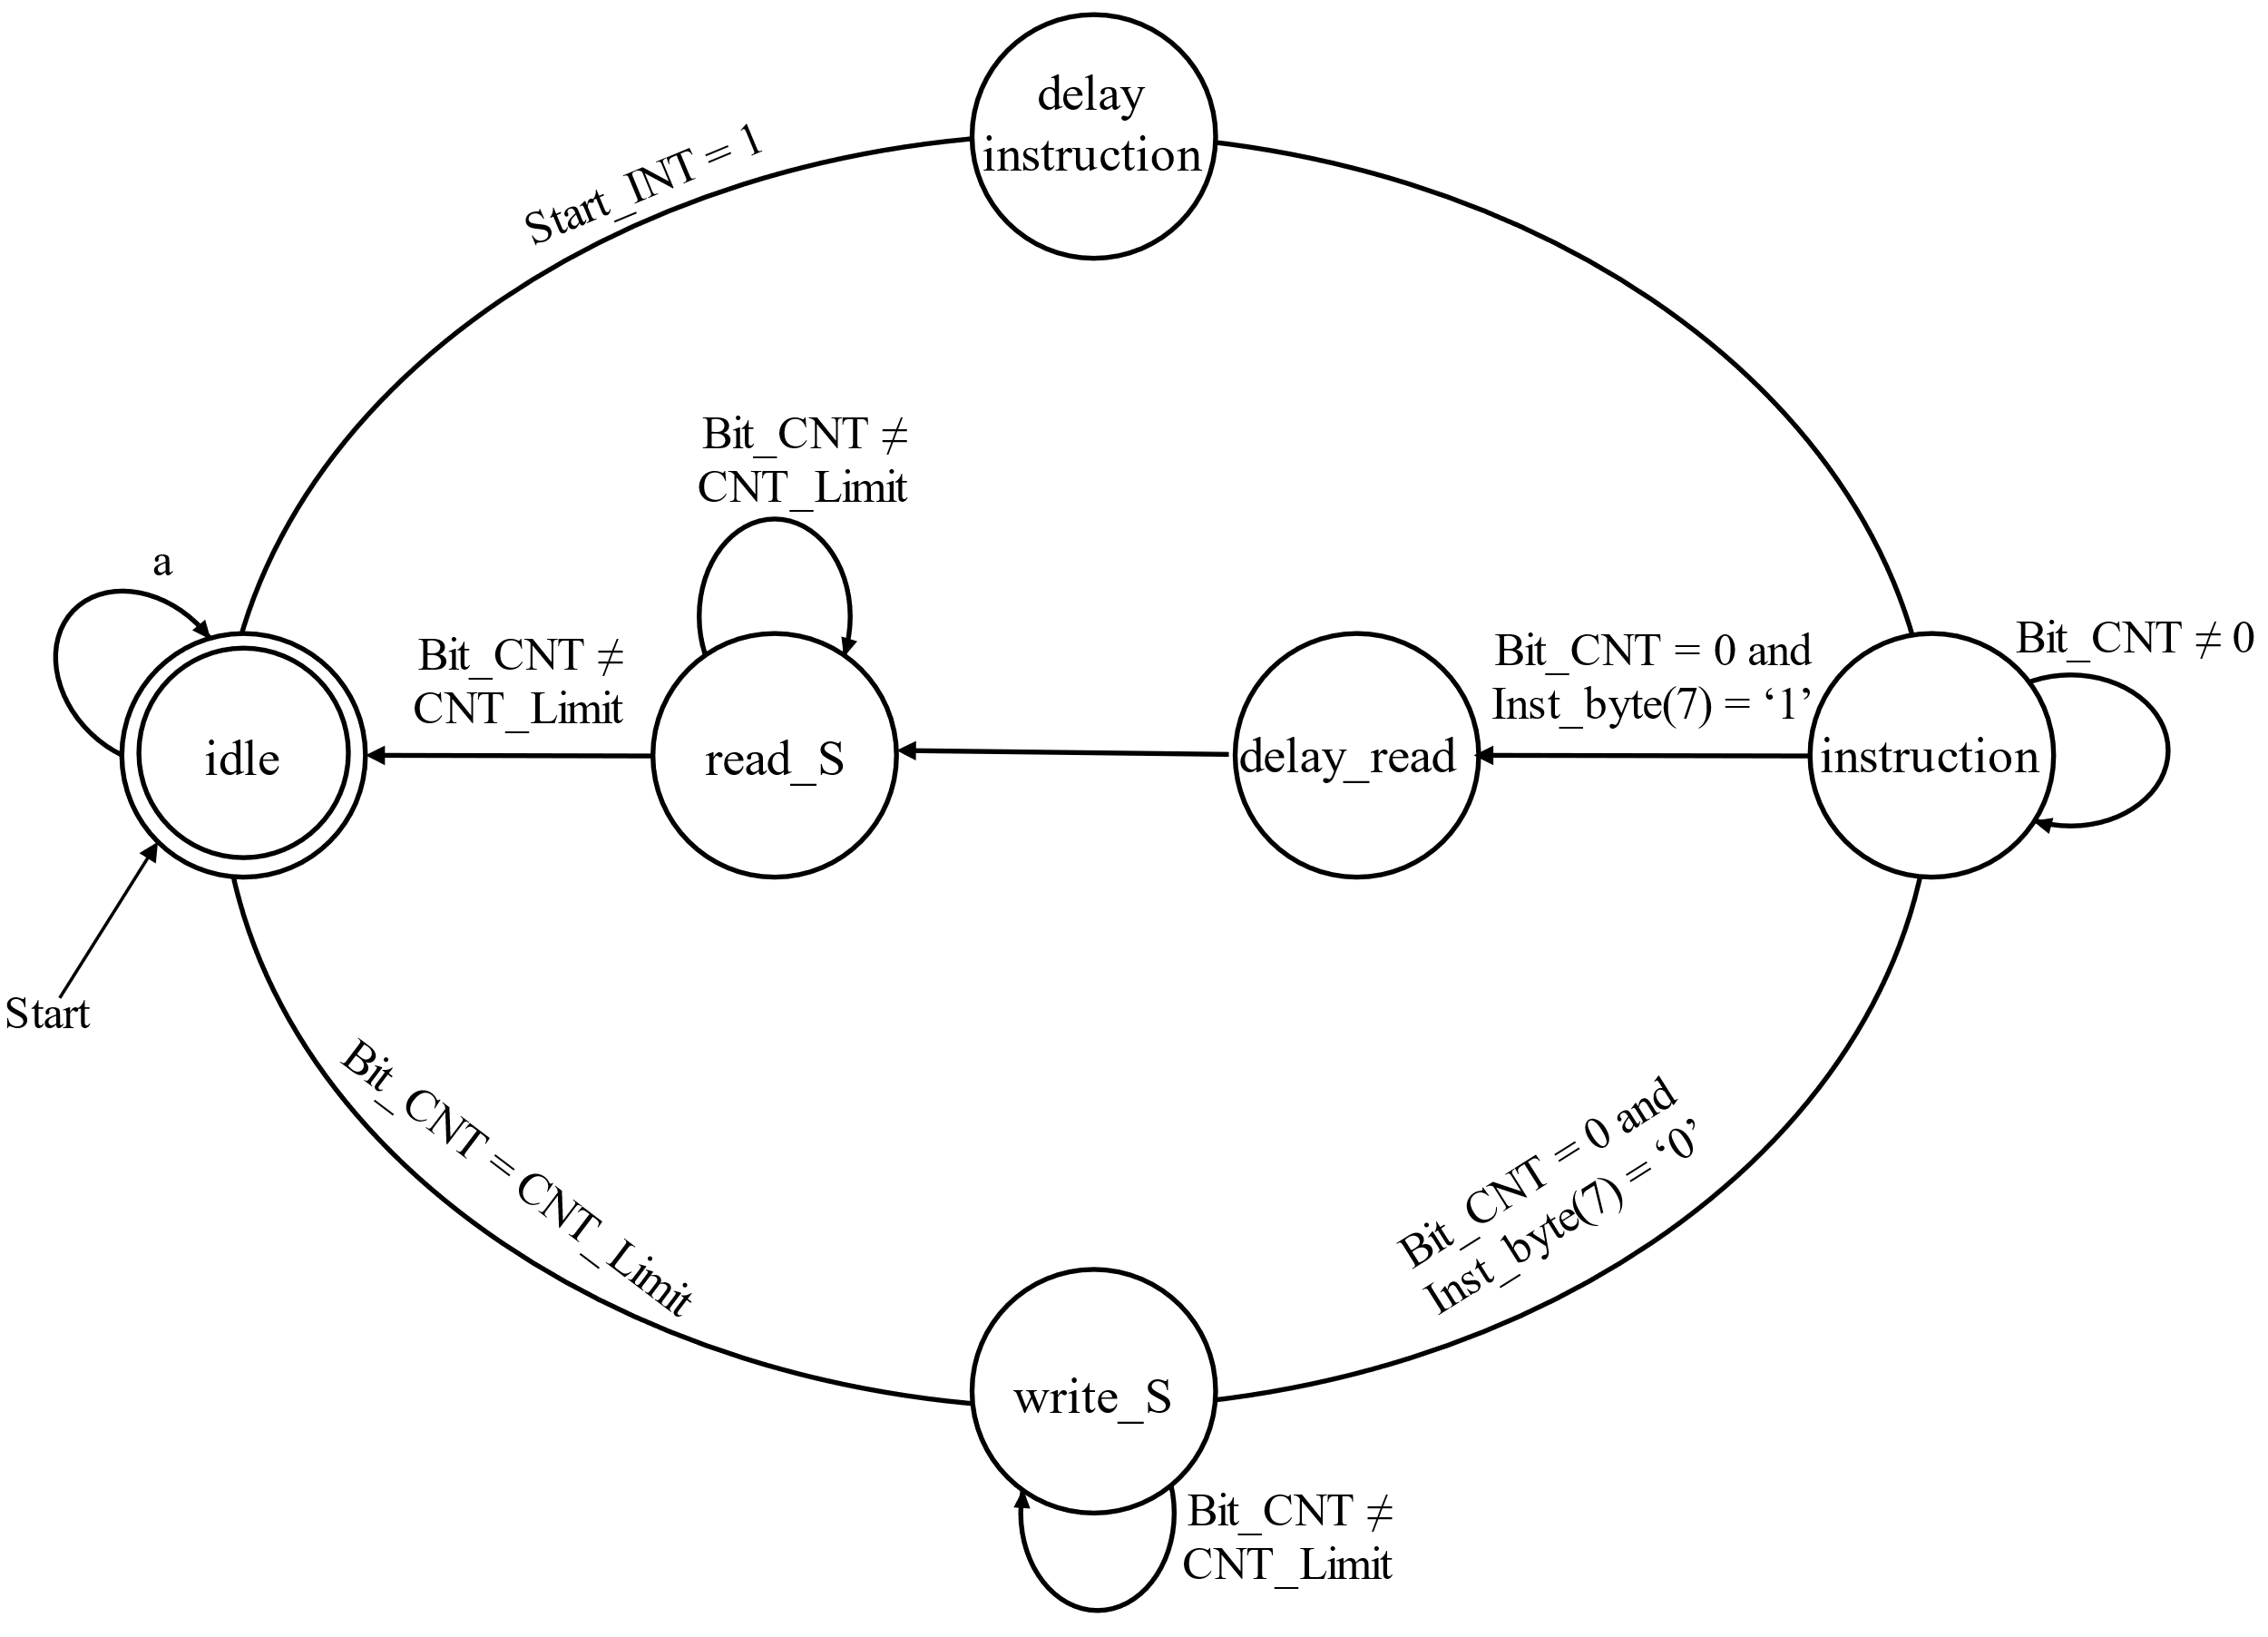 delay
instruction
Start_INT = 1
Bit_CNT ≠
CNT_Limit
a
Bit_CNT ≠
CNT_Limit
Bit_CNT = 0 and
Inst_byte(7) = ‘1’
Bit_CNT ≠ 0
idle
read_S
delay_read
instruction
Start
Bit_CNT = CNT_Limit
Bit_CNT = 0 and
Inst_byte(7) = ‘0’
write_S
Bit_CNT ≠
CNT_Limit